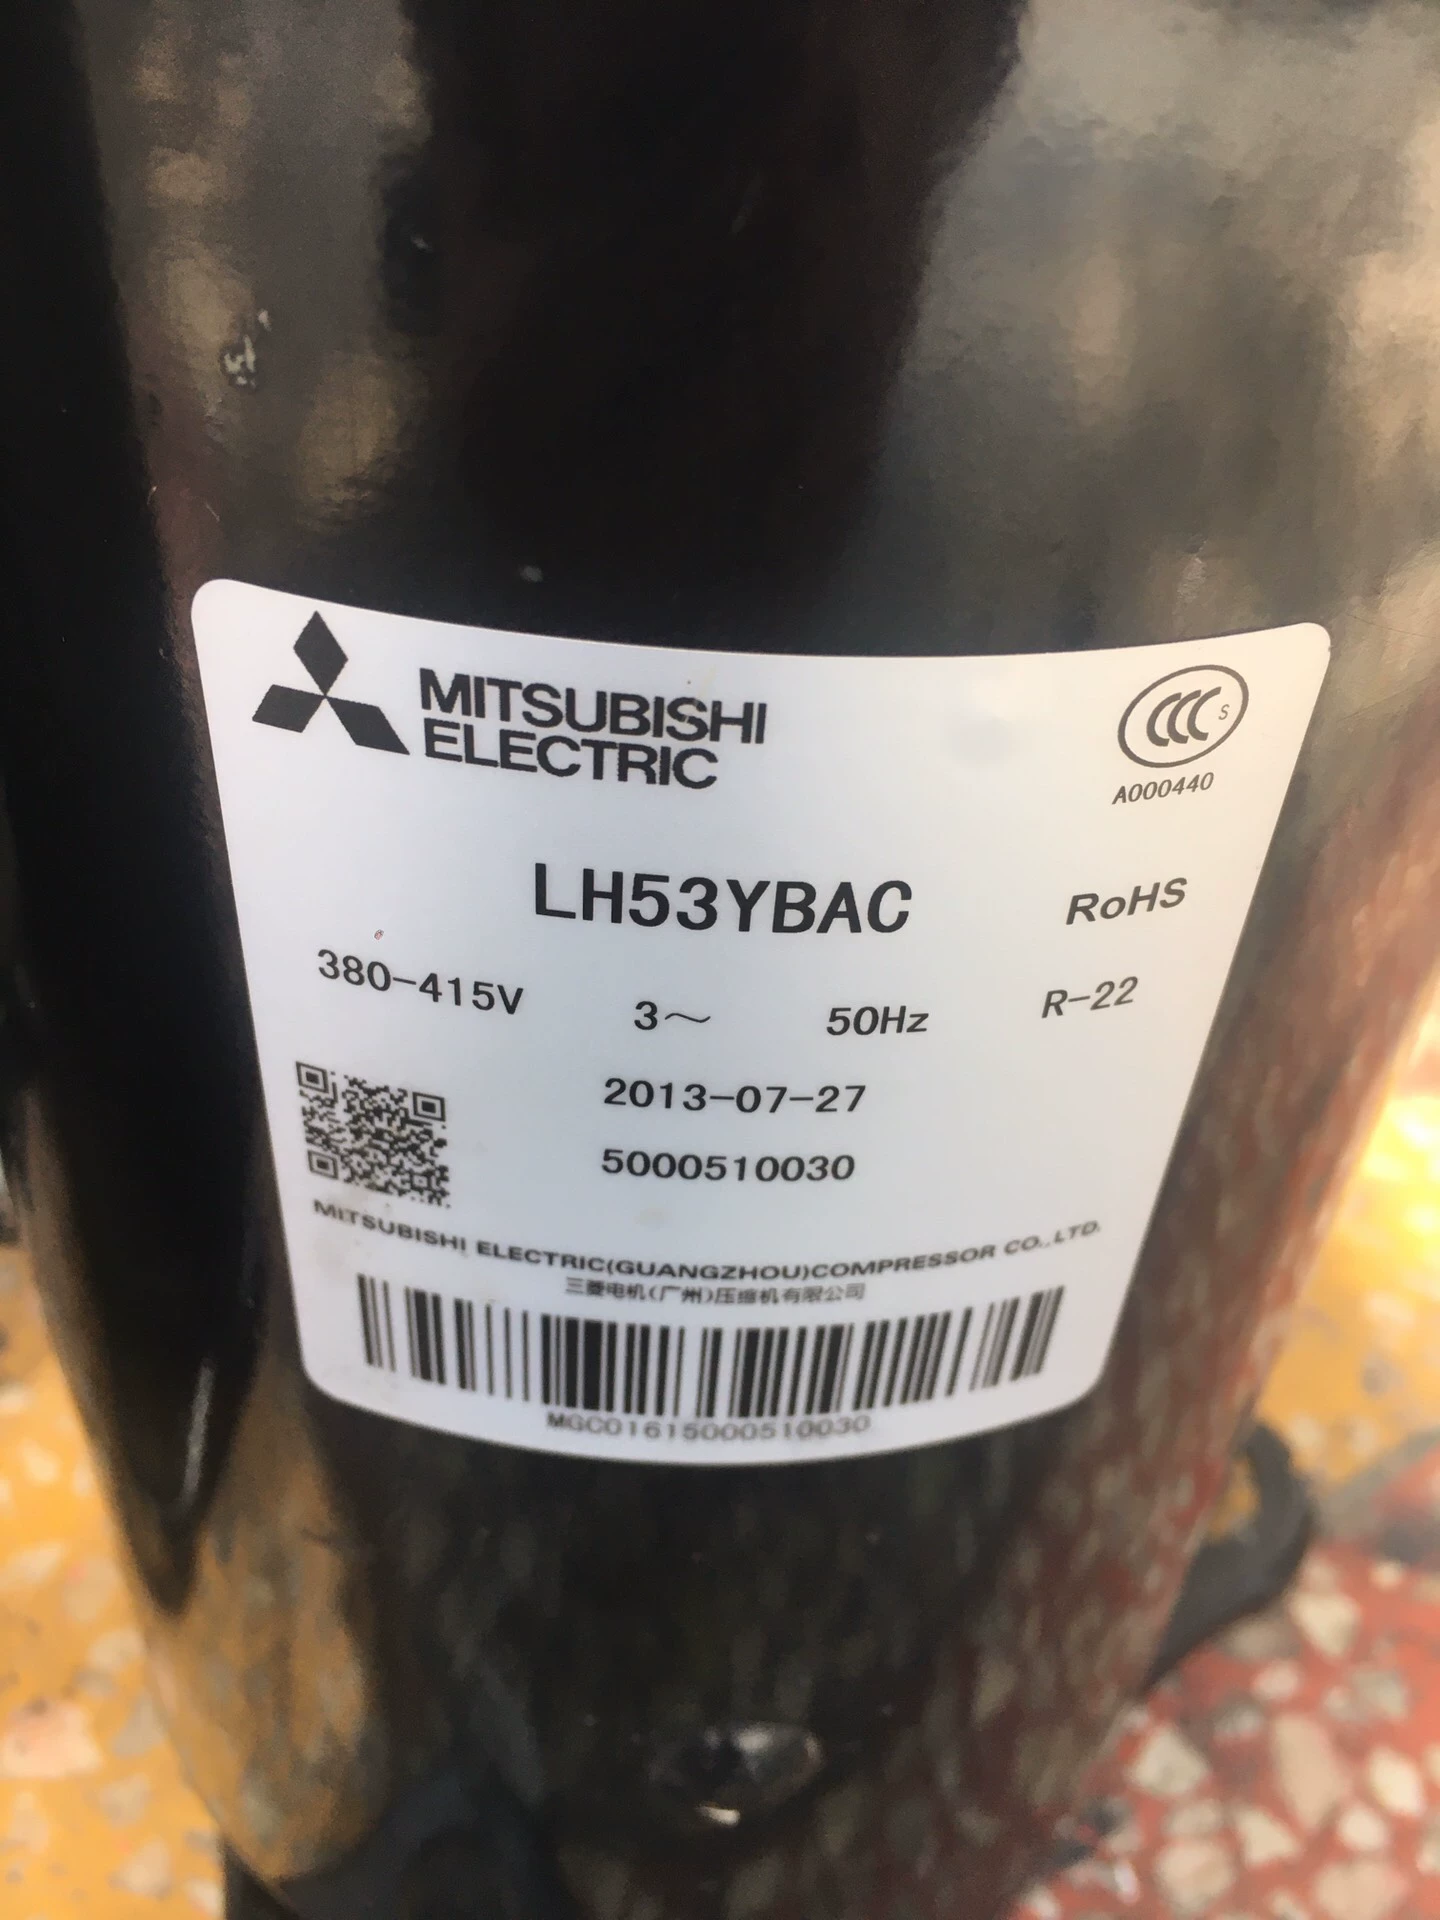 MITSUBISHI
ELECTRIC
CCC S
A000440
LH53YBAC
RoHS
380-415V 3~ 50Hz R-22
2013-07-27
5000510030
MITSUBISHI ELECTRIC(GUANGZHOU)COMPRESSOR CO.,LTD.
三菱电机(广州)压缩机有限公司
MGC01615000510030